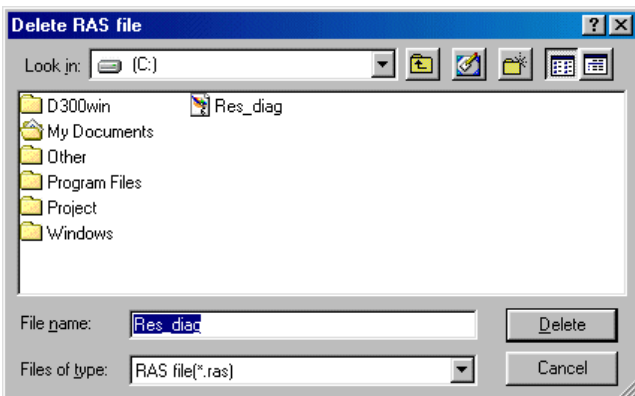 Delete RAS file
Look in: (C:)
D300win Res_diag
My Documents
Other
Program Files
Project
Windows
File name: Res_diag Delete
Files of type: RAS file(*.ras) Cancel